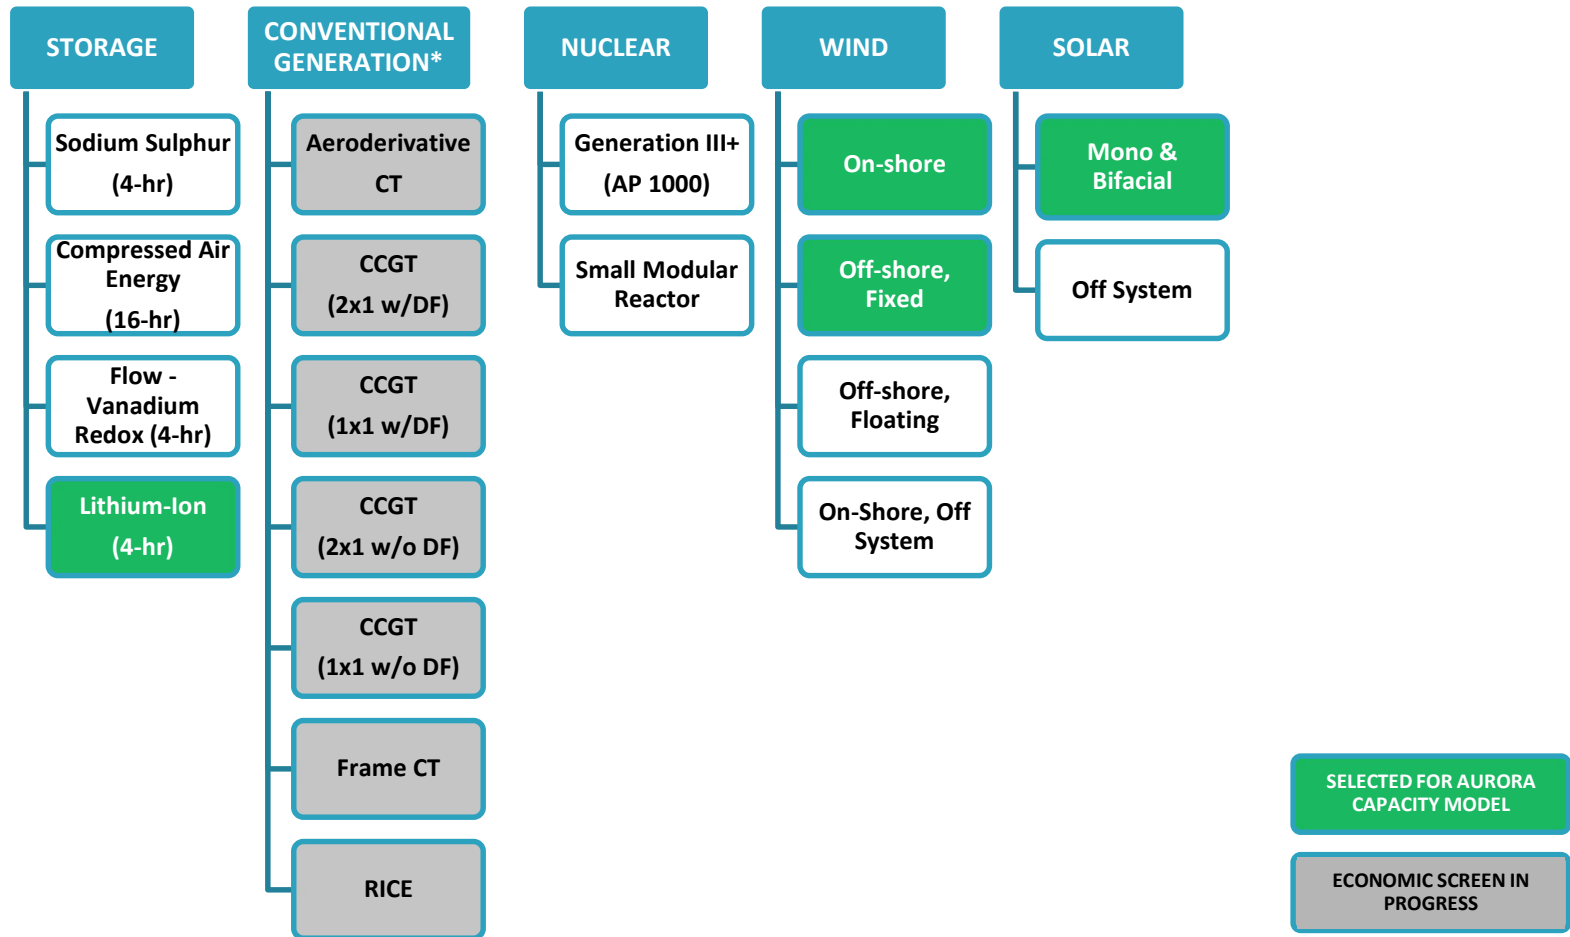 STORAGE
Sodium Sulphur
(4-hr)
Compressed Air
Energy
(16-hr)
Flow -
Vanadium
Redox (4-hr)
Lithium-Ion
(4-hr)
CONVENTIONAL
GENERATION*
Aeroderivative
CT
CCGT
(2x1 w/DF)
CCGT
(1x1 w/DF)
CCGT
(2x1 w/o DF)
CCGT
(1x1 w/o DF)
Frame CT
RICE
NUCLEAR
Generation III+
(AP 1000)
Small Modular
Reactor
WIND
On-shore
Off-shore,
Fixed
Off-shore,
Floating
On-Shore, Off
System
SOLAR
Mono &
Bifacial
Off System
SELECTED FOR AURORA
CAPACITY MODEL
ECONOMIC SCREEN IN
PROGRESS